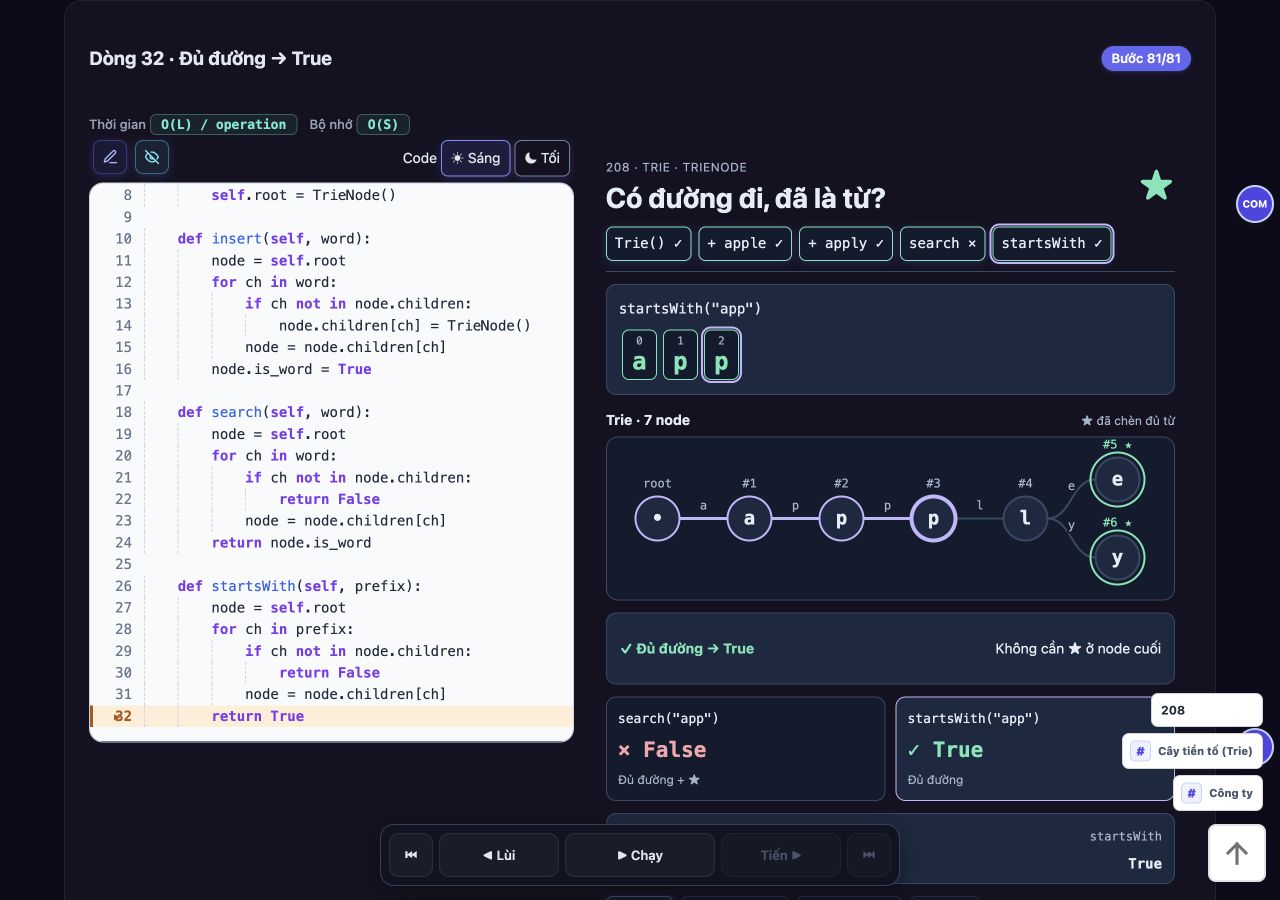 Dòng 32 · Đủ đường → True
Bước 81/81
Thời gian O(L) / operation Bộ nhớ O(S)
Code ☀ Sáng Tối
8 self.root = TrieNode()
9
10 def insert(self, word):
11 node = self.root
12 for ch in word:
13 if ch not in node.children:
14 node.children[ch] = TrieNode()
15 node = node.children[ch]
16 node.is_word = True
17
18 def search(self, word):
19 node = self.root
20 for ch in word:
21 if ch not in node.children:
22 return False
23 node = node.children[ch]
24 return node.is_word
25
26 def startsWith(self, prefix):
27 node = self.root
28 for ch in prefix:
29 if ch not in node.children:
30 return False
31 node = node.children[ch]
32 return True
208 · TRIE · TRIENODE
Có đường đi, đã là từ?
Trie() ✓ + apple ✓ + apply ✓ search × startsWith ✓
startsWith("app")
0 1 2
a p p
Trie · 7 node
★ đã chèn đủ từ
root #1 #2 #3 #4 #5 ★ #6 ★
a p p l e y
• a p p l e y
✓ Đủ đường → True
Không cần ★ ở node cuối
search("app")
× False
Đủ đường + ★
startsWith("app")
✓ True
Đủ đường
startsWith
True
⏮ ◀ Lùi ▶ Chạy Tiến ▶ ⏭
COM
208
# Cây tiền tố (Trie)
# Công ty